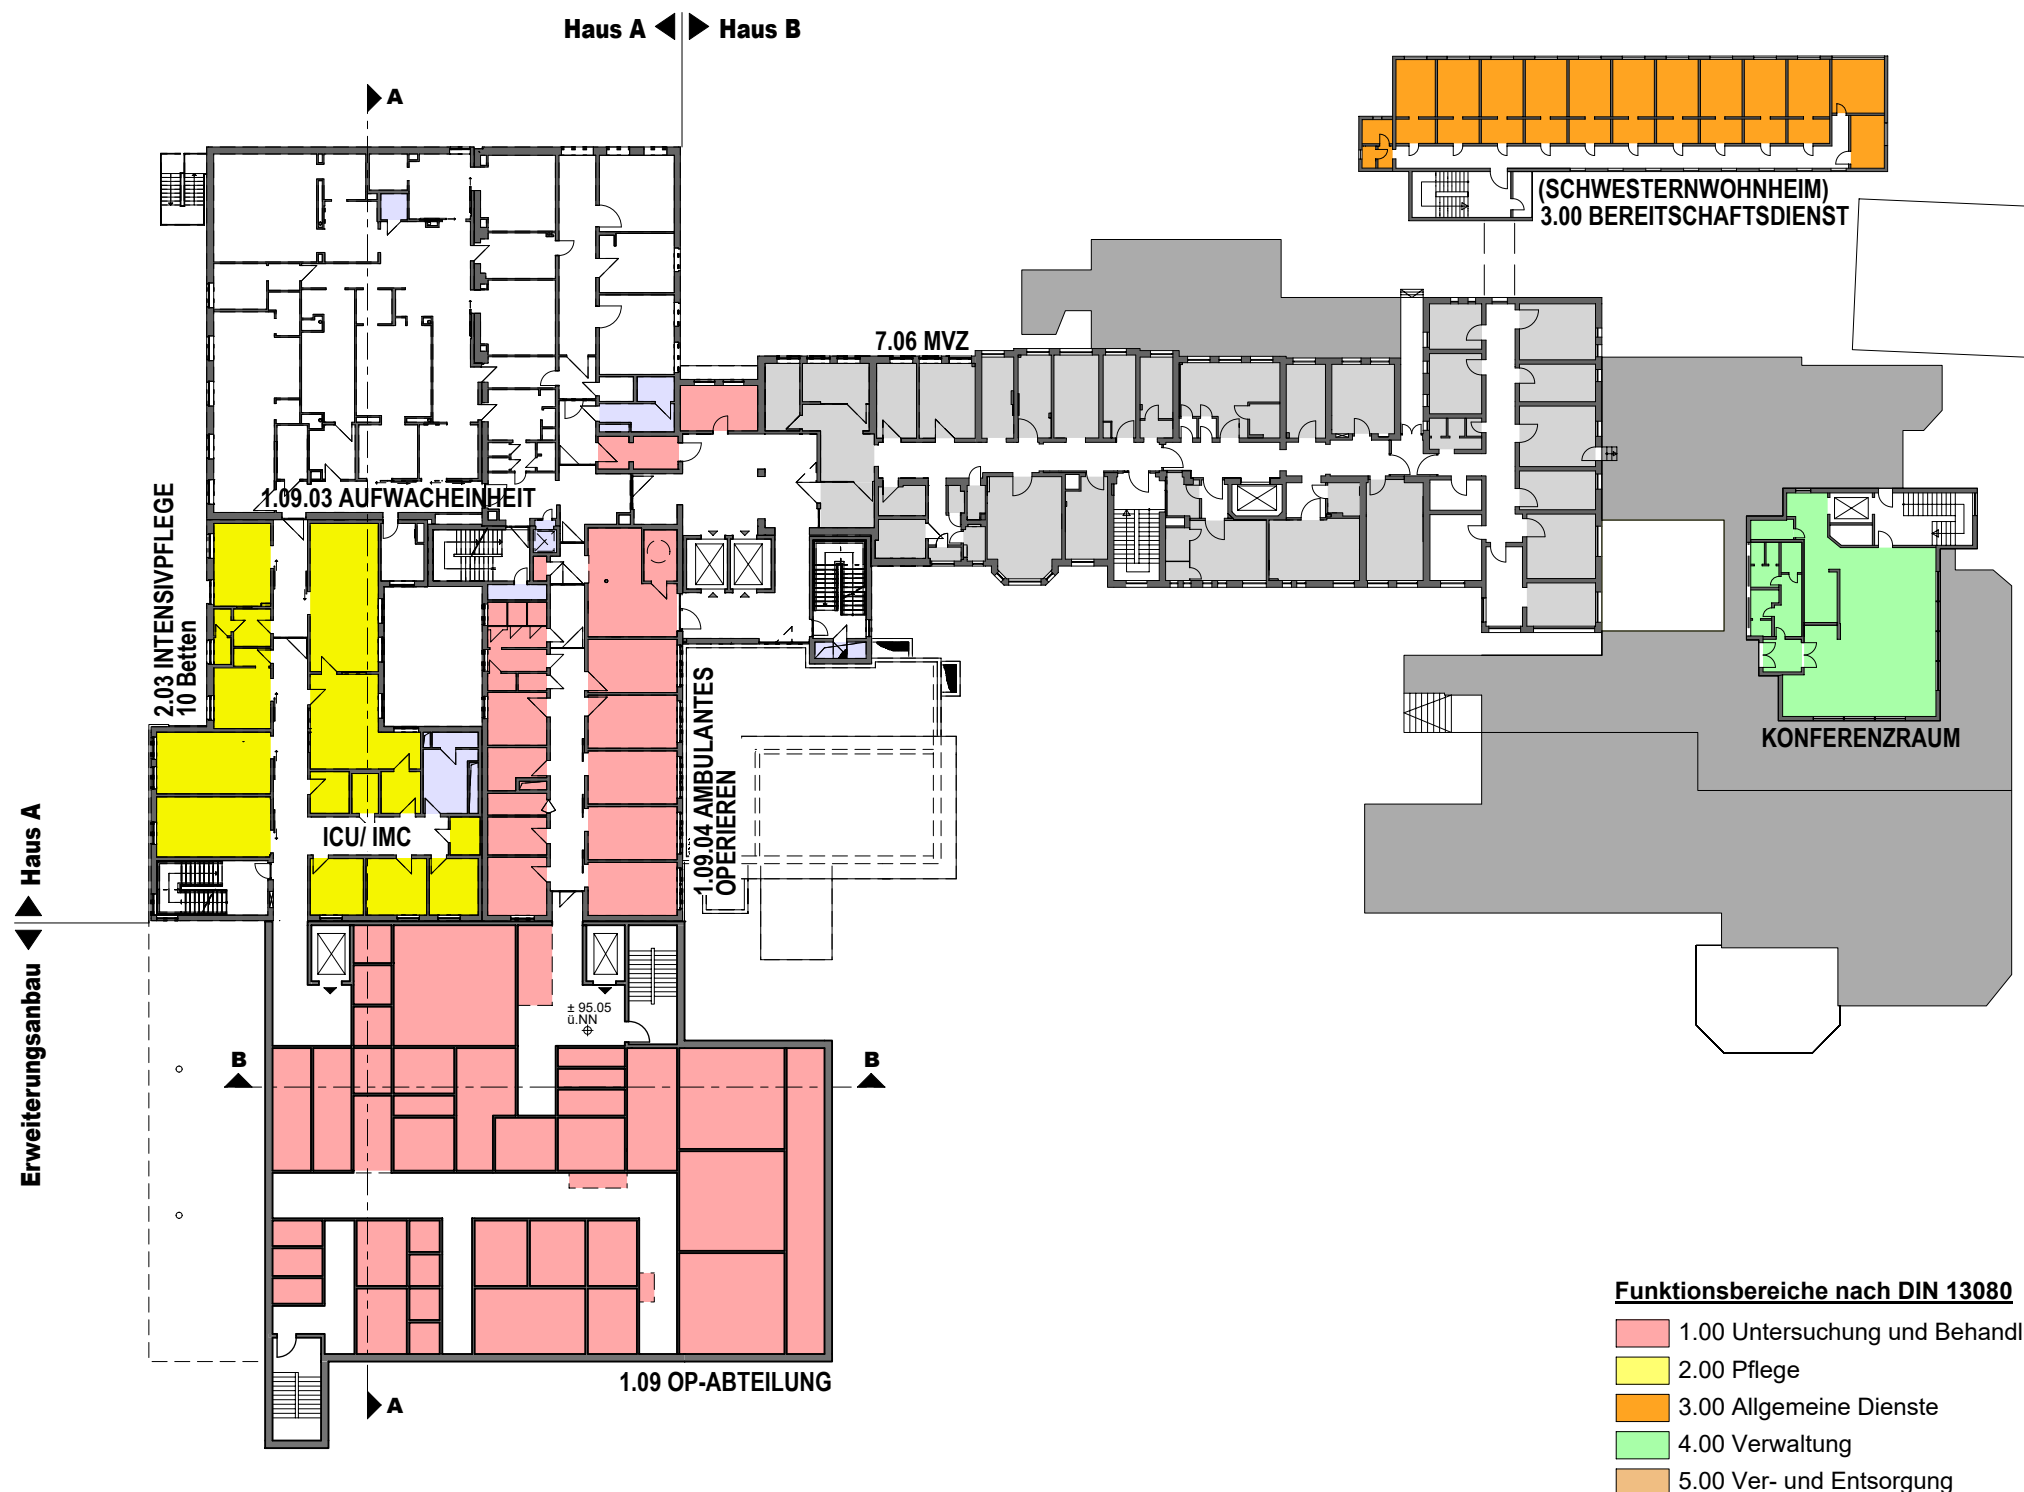 Haus A
Haus B
A
(SCHWESTERNWOHNHEIM)
3.00 BEREITSCHAFTSDIENST
7.06 MVZ
1.09.03 AUFWACHEINHEIT
2.03 INTENSIVPFLEGE
10 Betten
1.09.04 AMBULANTES
OPERIEREN
KONFERENZRAUM
ICU/ IMC
Haus A
Erweiterungsanbau
± 95.05
ü.NN
B
B
1.09 OP-ABTEILUNG
A
Funktionsbereiche nach DIN 13080
1.00 Untersuchung und Behandl
2.00 Pflege
3.00 Allgemeine Dienste
4.00 Verwaltung
5.00 Ver- und Entsorgung